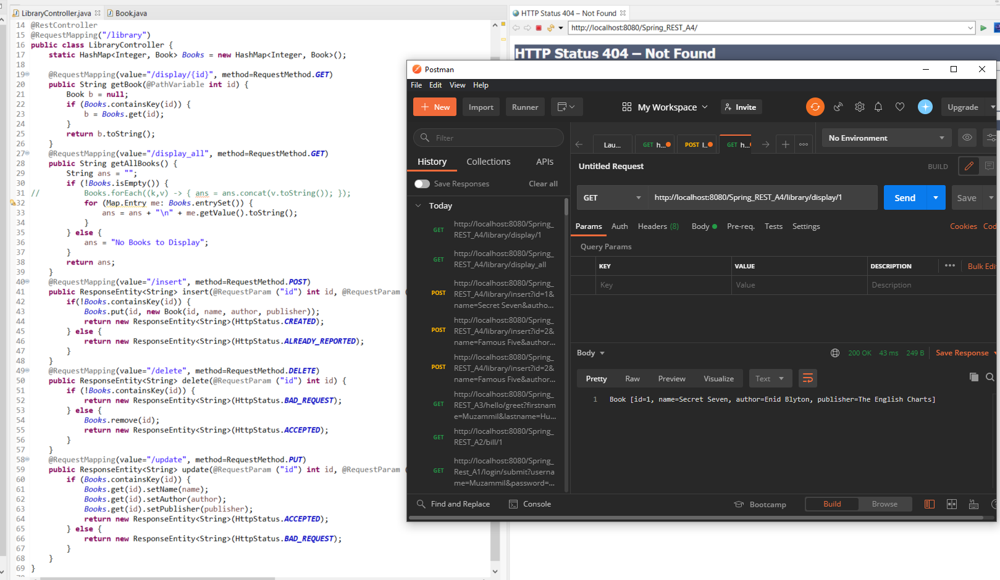 LibraryController.java
Book.java
14 @RestController
15 @RequestMapping("/library")
16 public class LibraryController {
17 static HashMap<Integer, Book> Books = new HashMap<Integer, Book>();
18
19 @RequestMapping(value="/display/{id}", method=RequestMethod.GET)
20 public String getBook(@PathVariable int id) {
21 Book b = null;
22 if (Books.containsKey(id)) {
23 b = Books.get(id);
24 }
25 return b.toString();
26 }
27 @RequestMapping(value="/display_all", method=RequestMethod.GET)
28 public String getAllBooks() {
29 String ans = "";
30 if (!Books.isEmpty()) {
31 // Books.forEach((k,v) -> { ans = ans.concat(v.toString()); });
32 for (Map.Entry me: Books.entrySet()) {
33 ans = ans + "\n" + me.getValue().toString();
34 }
35 } else {
36 ans = "No Books to Display";
37 }
38 return ans;
39 }
40 @RequestMapping(value="/insert", method=RequestMethod.POST)
41 public ResponseEntity<String> insert(@RequestParam ("id") int id, @RequestParam (
42 if(!Books.containsKey(id)) {
43 Books.put(id, new Book(id, name, author, publisher));
44 return new ResponseEntity<String>(HttpStatus.CREATED);
45 } else {
46 return new ResponseEntity<String>(HttpStatus.ALREADY_REPORTED);
47 }
48 }
49 @RequestMapping(value="/delete", method=RequestMethod.DELETE)
50 public ResponseEntity<String> delete(@RequestParam ("id") int id) {
51 if (!Books.containsKey(id)) {
52 return new ResponseEntity<String>(HttpStatus.BAD_REQUEST);
53 } else {
54 Books.remove(id);
55 return new ResponseEntity<String>(HttpStatus.ACCEPTED);
56 }
57 }
58 @RequestMapping(value="/update", method=RequestMethod.PUT)
59 public ResponseEntity<String> update(@RequestParam ("id") int id, @RequestParam (
60 if (Books.containsKey(id)) {
61 Books.get(id).setName(name);
62 Books.get(id).setAuthor(author);
63 Books.get(id).setPublisher(publisher);
64 return new ResponseEntity<String>(HttpStatus.ACCEPTED);
65 } else {
66 return new ResponseEntity<String>(HttpStatus.BAD_REQUEST);
67 }
68 }
69 }
HTTP Status 404 – Not Found
http://localhost:8080/Spring_REST_A4/
HTTP Status 404 – Not Found
Postman
File Edit View Help
New
Import
Runner
My Workspace
Invite
Upgrade
Filter
History
Collections
APIs
Save Responses
Clear all
Today
GET http://localhost:8080/Spring_
REST_A4/library/display/1
GET http://localhost:8080/Spring_
REST_A4/library/display_all
POST http://localhost:8080/Spring_
REST_A4/library/insert?id=1&
name=Secret Seven&autho...
POST http://localhost:8080/Spring_
REST_A4/library/insert?id=2&
name=Famous Five&author...
POST http://localhost:8080/Spring_
REST_A4/library/insert?id=2&
name=Famous Five&author...
GET http://localhost:8080/Spring_
REST_A3/hello/greet?firstname
e=Muzammil&lastname=Hu...
GET http://localhost:8080/Spring_
REST_A2/bill/1
GET http://localhost:8080/Spring_
Rest_A1/login/submit?userna
me=Muzammil&password=...
Lau...
GET h...
POST l...
GET h...
No Environment
Untitled Request
BUILD
GET
http://localhost:8080/Spring_REST_A4/library/display/1
Send
Save
Params
Auth
Headers (8)
Body
Pre-req.
Tests
Settings
Cookies
Cod
Query Params
KEY
VALUE
DESCRIPTION
Bulk Edi
Key
Value
Description
Body
200 OK
43 ms
249 B
Save Response
Pretty
Raw
Preview
Visualize
Text
1 Book [id=1, name=Secret Seven, author=Enid Blyton, publisher=The English Charts]
Find and Replace
Console
Bootcamp
Build
Browse